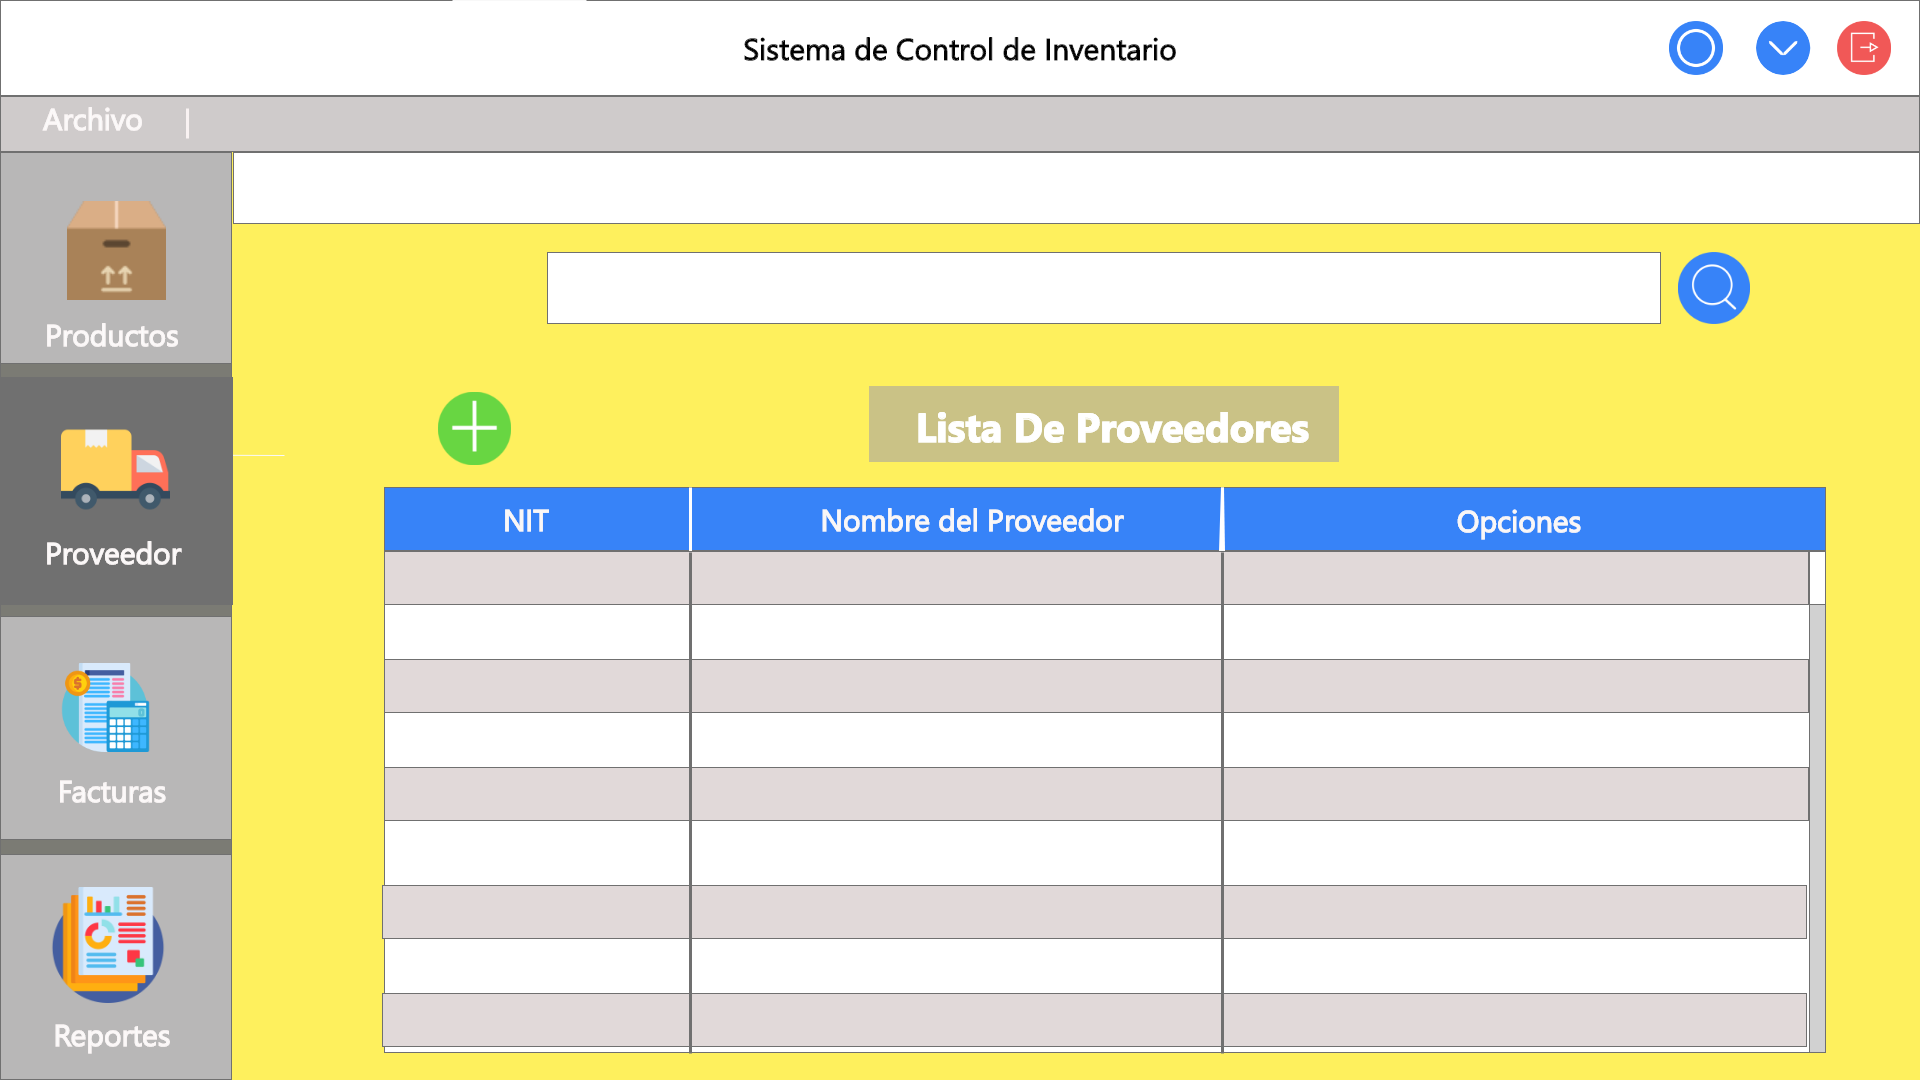 Sistema de Control de Inventario
Archivo |
Productos
Lista De Proveedores
NIT Nombre del Proveedor Opciones
Proveedor
Facturas
Reportes